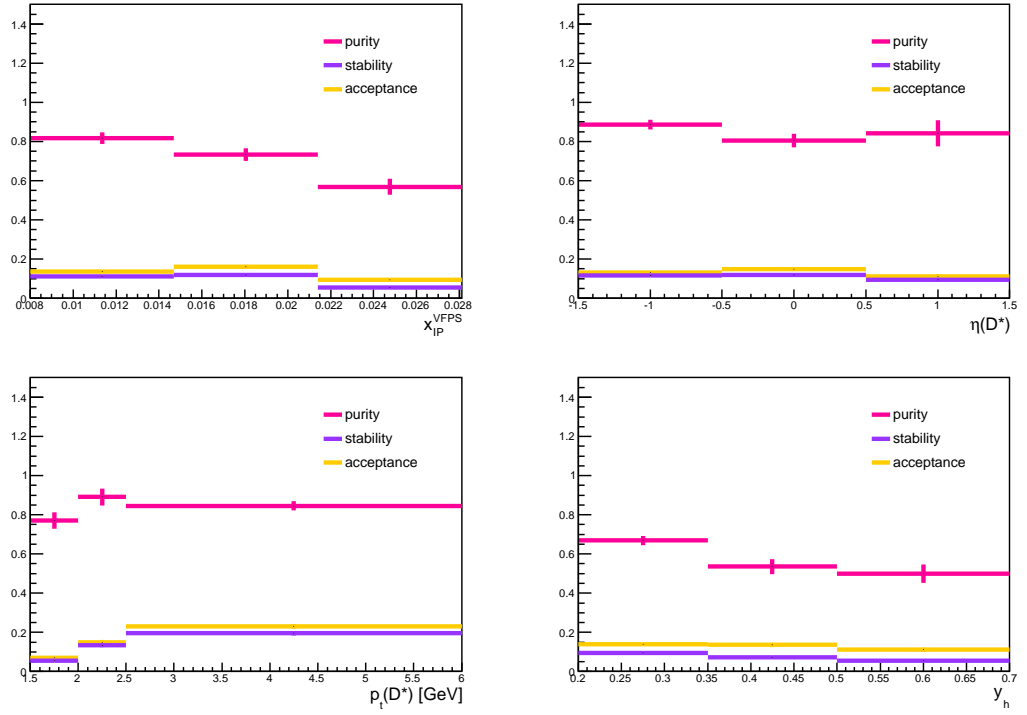 1.4
1.2
1
0.8
0.6
0.4
0.2
0
purity
stability
acceptance
0.008 0.01 0.012 0.014 0.016 0.018 0.02 0.022 0.024 0.026 0.028
x_IP^VFPS
1.4
1.2
1
0.8
0.6
0.4
0.2
0
purity
stability
acceptance
-1.5 -1 -0.5 0 0.5 1 1.5
η(D*)
1.4
1.2
1
0.8
0.6
0.4
0.2
0
purity
stability
acceptance
1.5 2 2.5 3 3.5 4 4.5 5 5.5 6
p_t(D*) [GeV]
1.4
1.2
1
0.8
0.6
0.4
0.2
0
purity
stability
acceptance
0.2 0.25 0.3 0.35 0.4 0.45 0.5 0.55 0.6 0.65 0.7
y_h